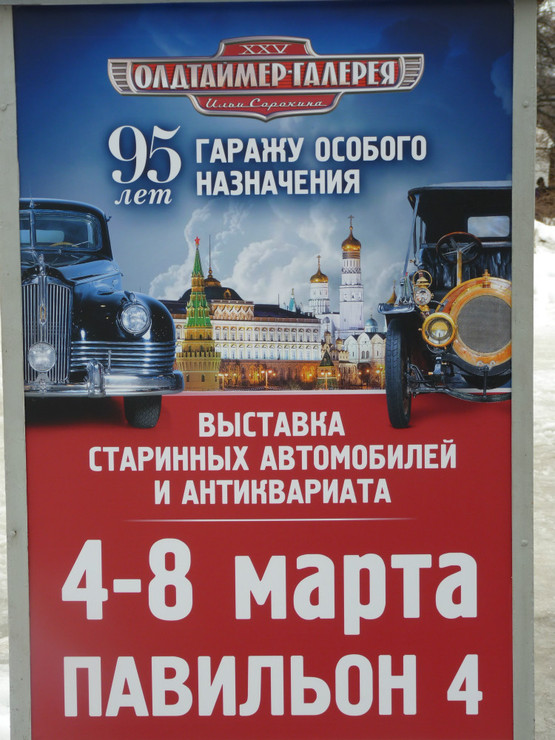 XXV
ОЛДТАЙМЕР-ГАЛЕРЕЯ
Ильи Сорокина
95 лет
ГАРАЖУ ОСОБОГО
НАЗНАЧЕНИЯ
ВЫСТАВКА
СТАРИННЫХ АВТОМОБИЛЕЙ
И АНТИКВАРИАТА
4-8 марта
ПАВИЛЬОН 4